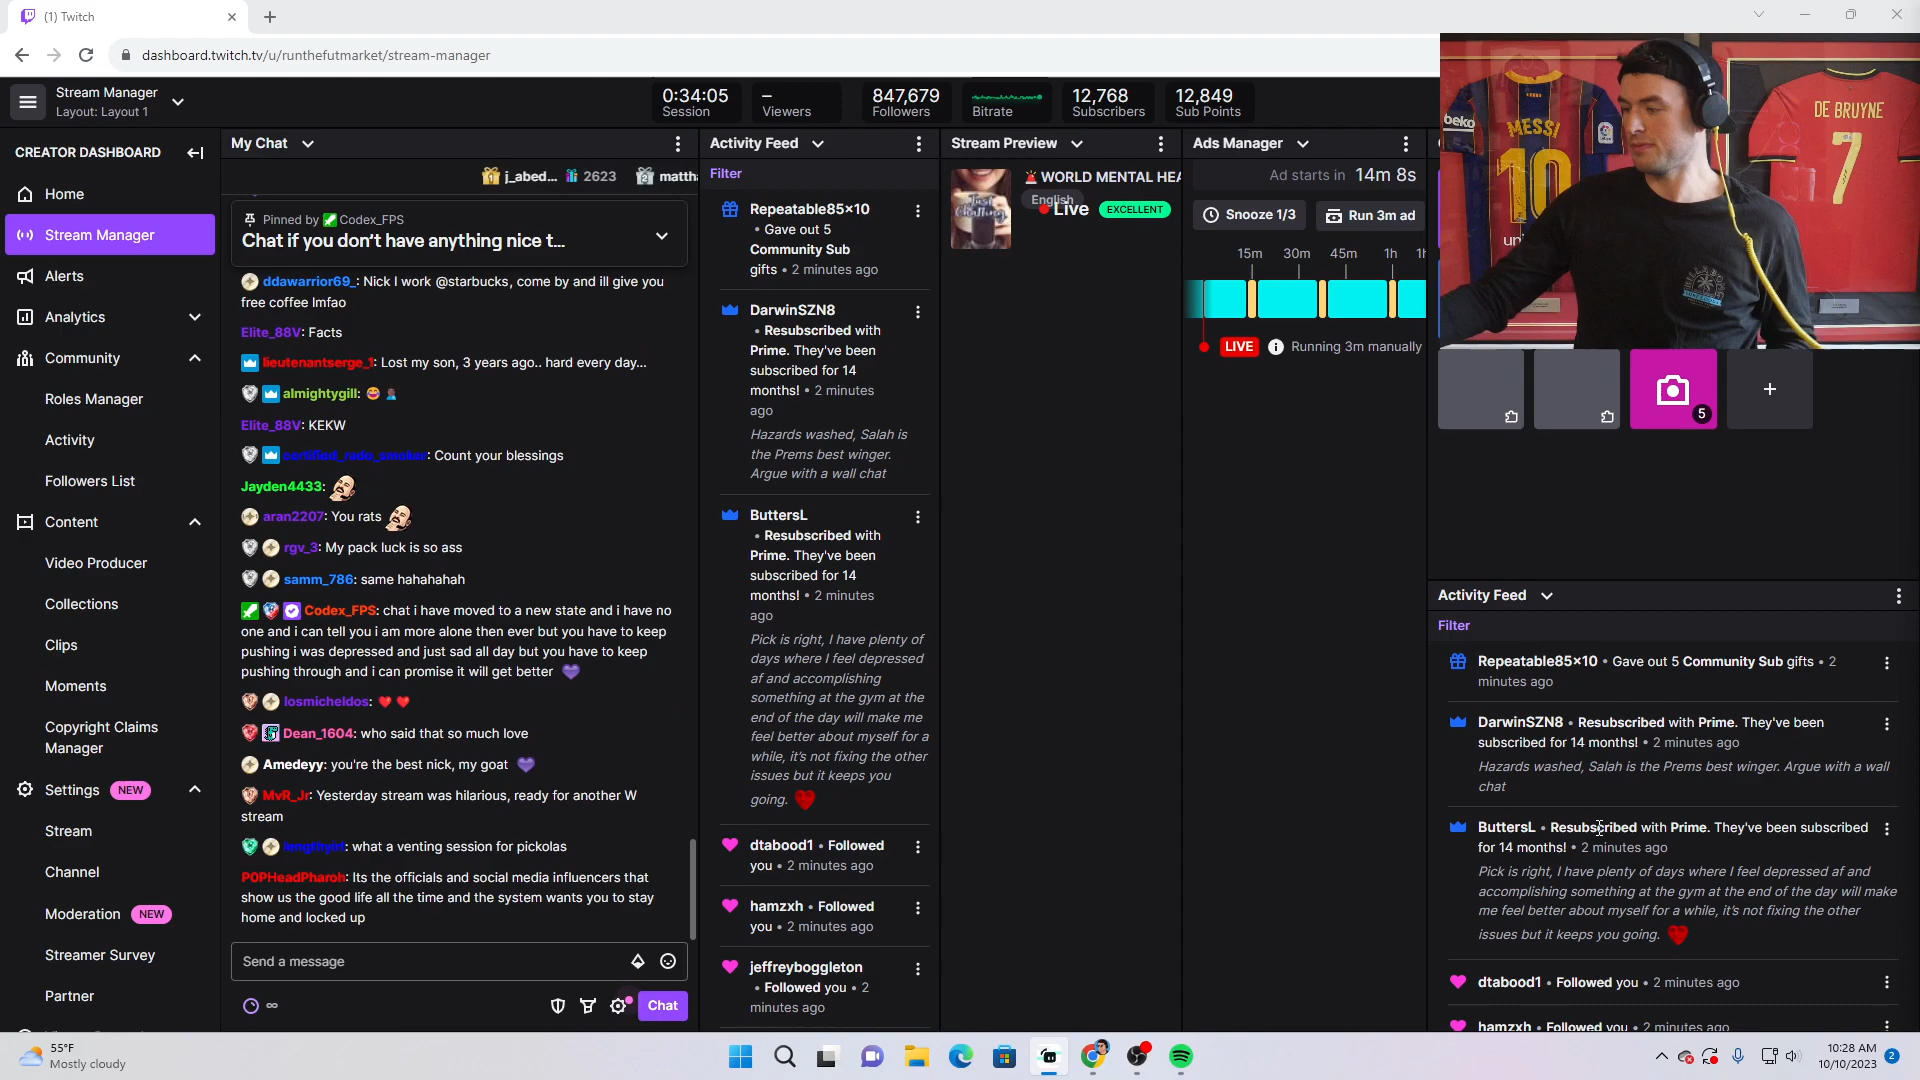 (1) Twitch
dashboard.twitch.tv/u/runthefutmarket/stream-manager
Stream Manager
Layout: Layout 1
0:34:05
Session
–
Viewers
847,679
Followers
Bitrate
12,768
Subscribers
12,849
Sub Points
CREATOR DASHBOARD
Home
Stream Manager
Alerts
Analytics
Community
Roles Manager
Activity
Followers List
Content
Video Producer
Collections
Clips
Moments
Copyright Claims
Manager
Settings NEW
Stream
Channel
Moderation NEW
Streamer Survey
Partner
My Chat
j_abed... 2623 mattha
Pinned by Codex_FPS
Chat if you don't have anything nice t...
ddawarrior69_: Nick I work @starbucks, come by and ill give you
free coffee lmfao
Elite_88V: Facts
lieutenantserge_1: Lost my son, 3 years ago.. hard every day...
almightygill:
Elite_88V: KEKW
: Count your blessings
Jayden4433:
aran2207: You rats
rgv_3: My pack luck is so ass
samm_786: same hahahahah
Codex_FPS: chat i have moved to a new state and i have no
one and i can tell you i am more alone then ever but you have to keep
pushing i was depressed and just sad all day but you have to keep
pushing through and i can promise it will get better
losmicheldos:
Dean_1604: who said that so much love
Amedeyy: you're the best nick, my goat
MvR_Jr: Yesterday stream was hilarious, ready for another W
stream
: what a venting session for pickolas
P0PHeadPharoh: Its the officials and social media influencers that
show us the good life all the time and the system wants you to stay
home and locked up
Send a message
Chat
Activity Feed
Filter
Repeatable85x10
• Gave out 5
Community Sub
gifts • 2 minutes ago
DarwinSZN8
• Resubscribed with
Prime. They've been
subscribed for 14
months! • 2 minutes
ago
Hazards washed, Salah is
the Prems best winger.
Argue with a wall chat
ButtersL
• Resubscribed with
Prime. They've been
subscribed for 14
months! • 2 minutes
ago
Pick is right, I have plenty of
days where I feel depressed
af and accomplishing
something at the gym at the
end of the day will make me
feel better about myself for a
while, it's not fixing the other
issues but it keeps you
going.
dtabood1 • Followed
you • 2 minutes ago
hamzxh • Followed
you • 2 minutes ago
jeffreyboggleton
• Followed you • 2
minutes ago
Stream Preview
WORLD MENTAL HEA
English
Live EXCELLENT
Just
Chatting
Ads Manager
Ad starts in 14m 8s
Snooze 1/3
Run 3m ad
15m 30m 45m 1h 1h
LIVE Running 3m manually
beko
MESSI
10
DE BRUYNE
7
5
Activity Feed
Filter
Repeatable85x10 • Gave out 5 Community Sub gifts • 2
minutes ago
DarwinSZN8 • Resubscribed with Prime. They've been
subscribed for 14 months! • 2 minutes ago
Hazards washed, Salah is the Prems best winger. Argue with a wall
chat
ButtersL • Resubscribed with Prime. They've been subscribed
for 14 months! • 2 minutes ago
Pick is right, I have plenty of days where I feel depressed af and
accomplishing something at the gym at the end of the day will make
me feel better about myself for a while, it's not fixing the other
issues but it keeps you going.
dtabood1 • Followed you • 2 minutes ago
hamzxh • Followed you • 2 minutes ago
55°F
Mostly cloudy
10:28 AM
10/10/2023
2